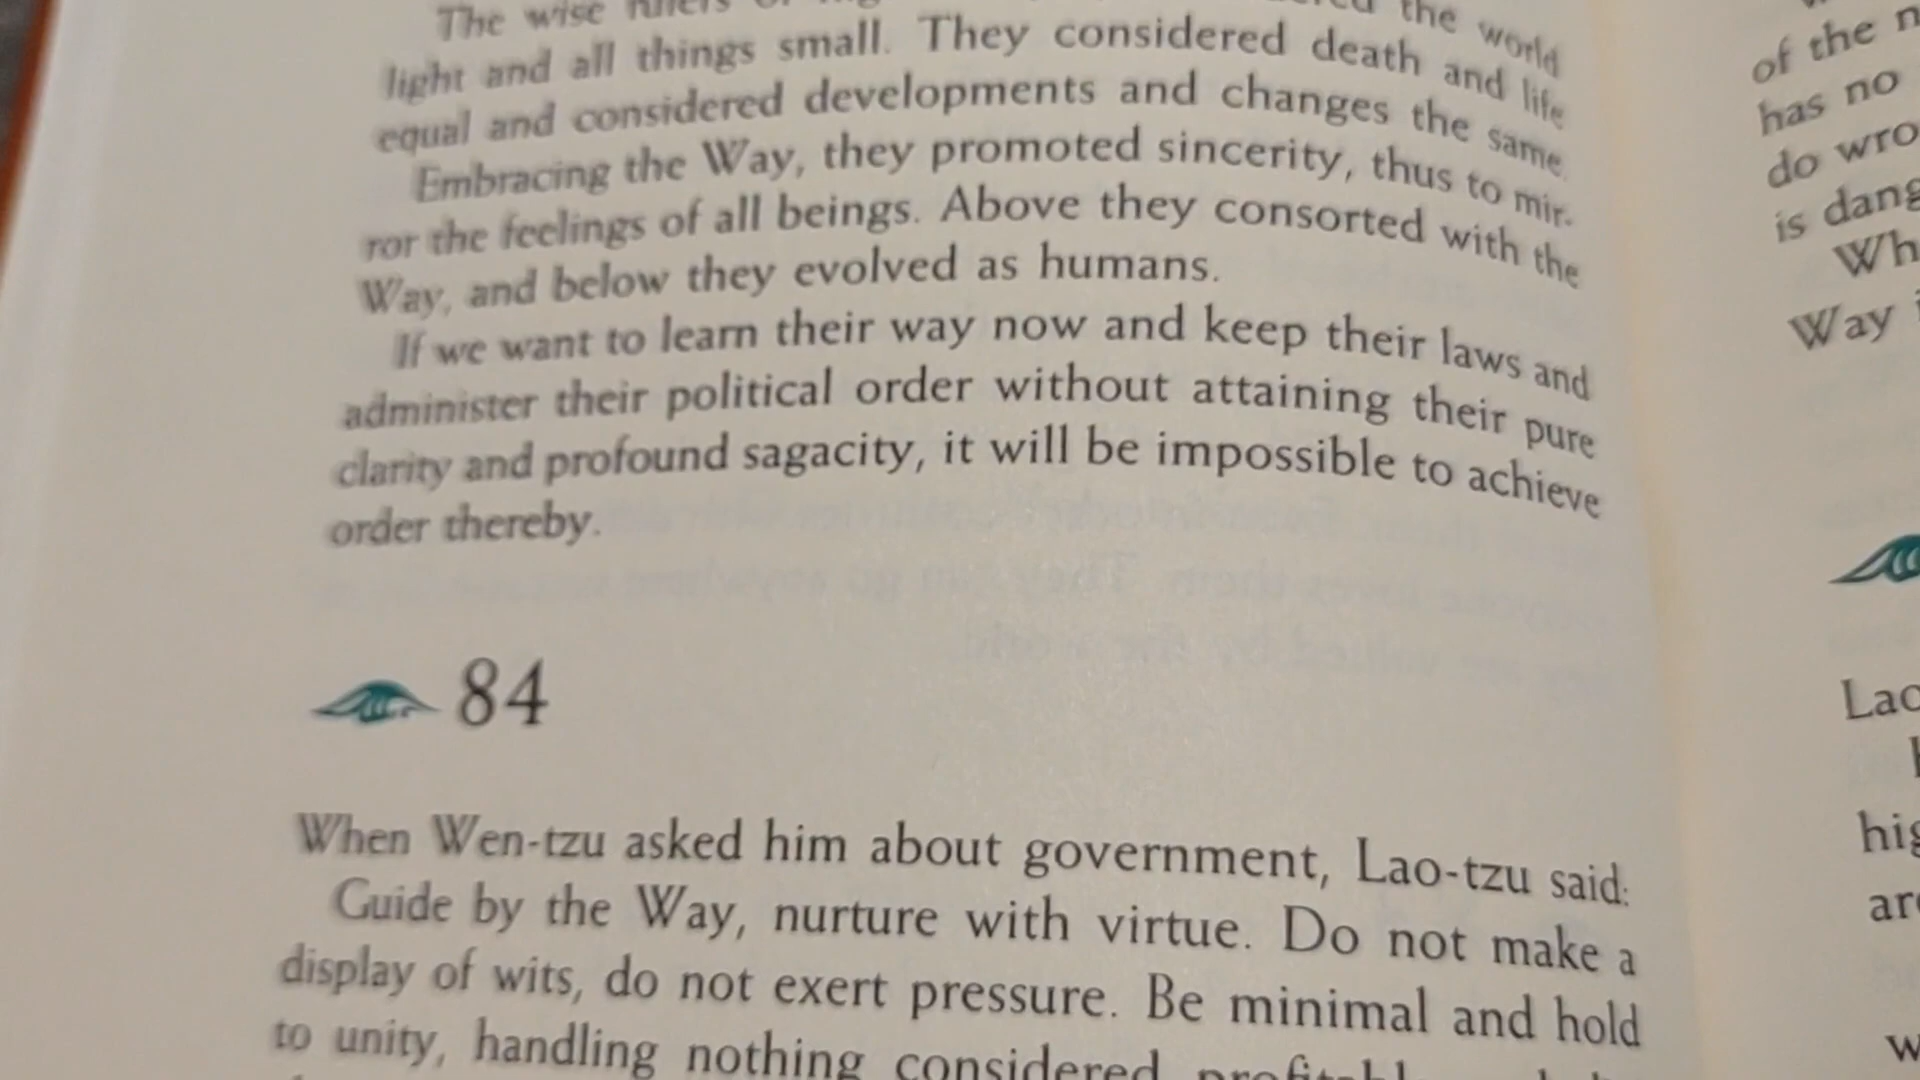 The wise rulers of the world
light and all things small. They considered death and life
equal and considered developments and changes the same.
Embracing the Way, they promoted sincerity, thus to mir-
ror the feelings of all beings. Above they consorted with the
Way, and below they evolved as humans.
If we want to learn their way now and keep their laws and
administer their political order without attaining their pure
clarity and profound sagacity, it will be impossible to achieve
order thereby.
84
When Wen-tzu asked him about government, Lao-tzu said:
Guide by the Way, nurture with virtue. Do not make a
display of wits, do not exert pressure. Be minimal and hold
to unity, handling nothing considered
of the
has no
do
is
Way